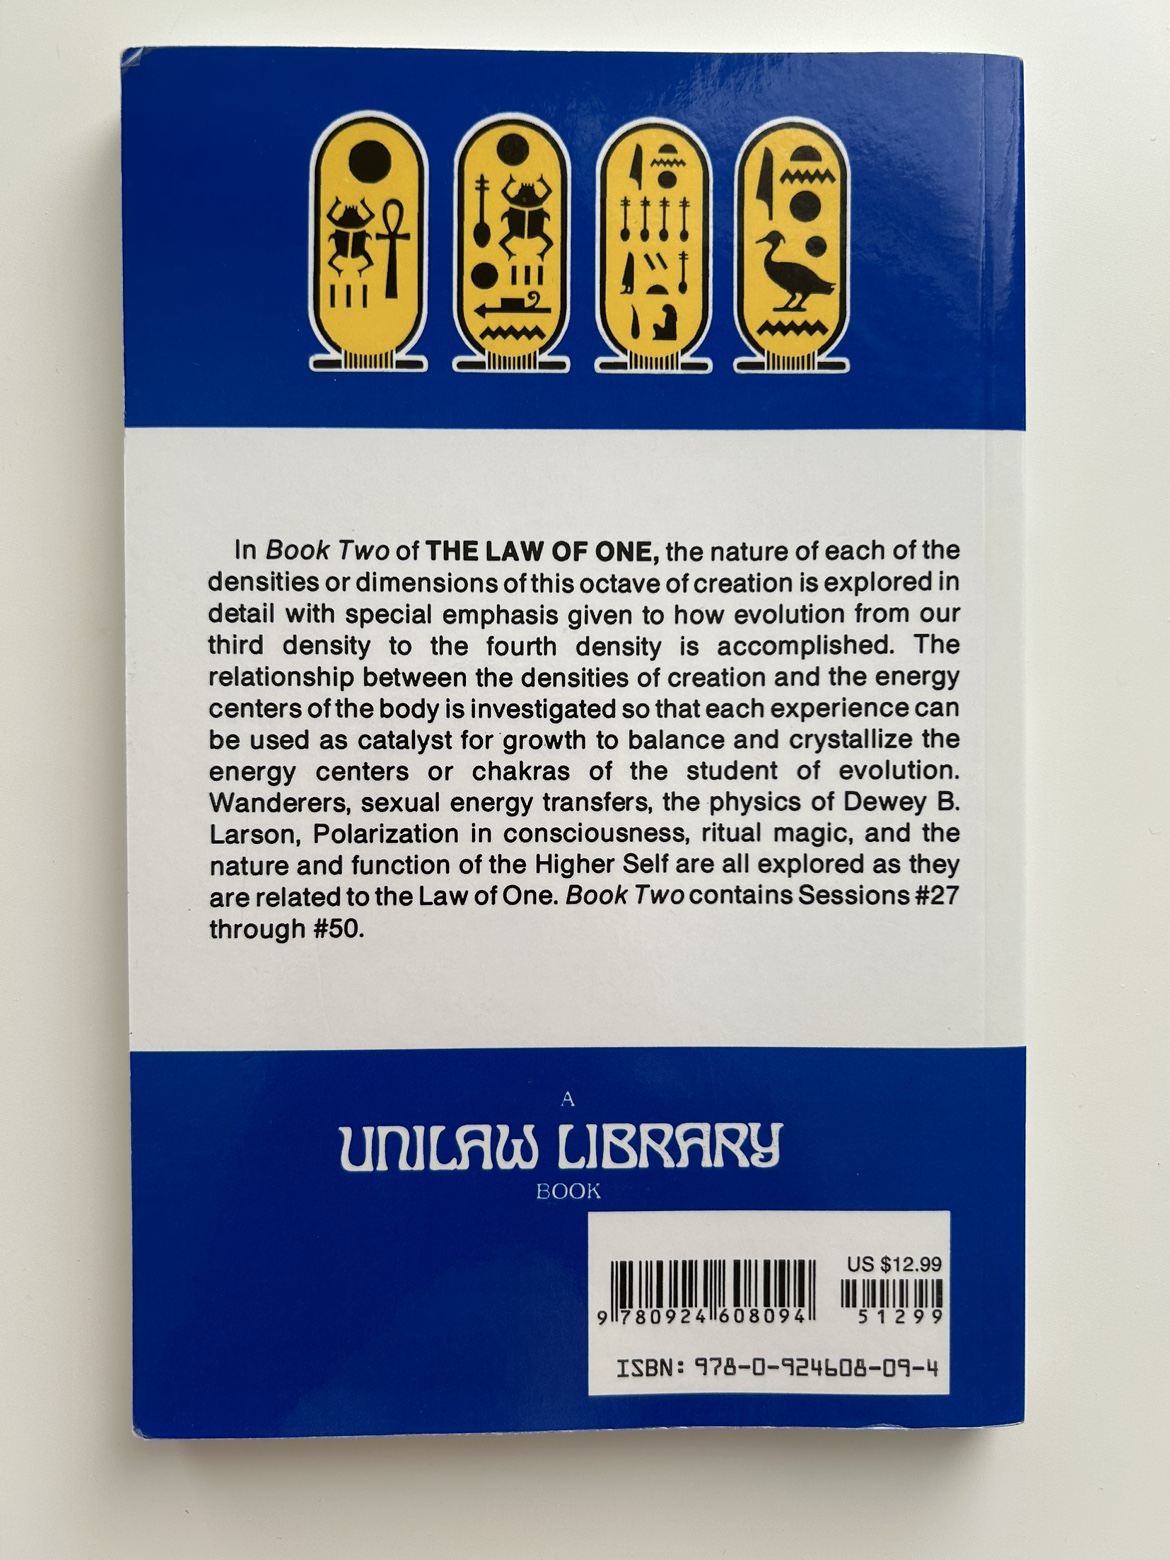 In Book Two of THE LAW OF ONE, the nature of each of the
densities or dimensions of this octave of creation is explored in
detail with special emphasis given to how evolution from our
third density to the fourth density is accomplished. The
relationship between the densities of creation and the energy
centers of the body is investigated so that each experience can
be used as catalyst for growth to balance and crystallize the
energy centers or chakras of the student of evolution.
Wanderers, sexual energy transfers, the physics of Dewey B.
Larson, Polarization in consciousness, ritual magic, and the
nature and function of the Higher Self are all explored as they
are related to the Law of One. Book Two contains Sessions #27
through #50.
A
UNILAW LIBRARY
BOOK
US $12.99
9 780924 608094
51299
ISBN: 978-0-924608-09-4